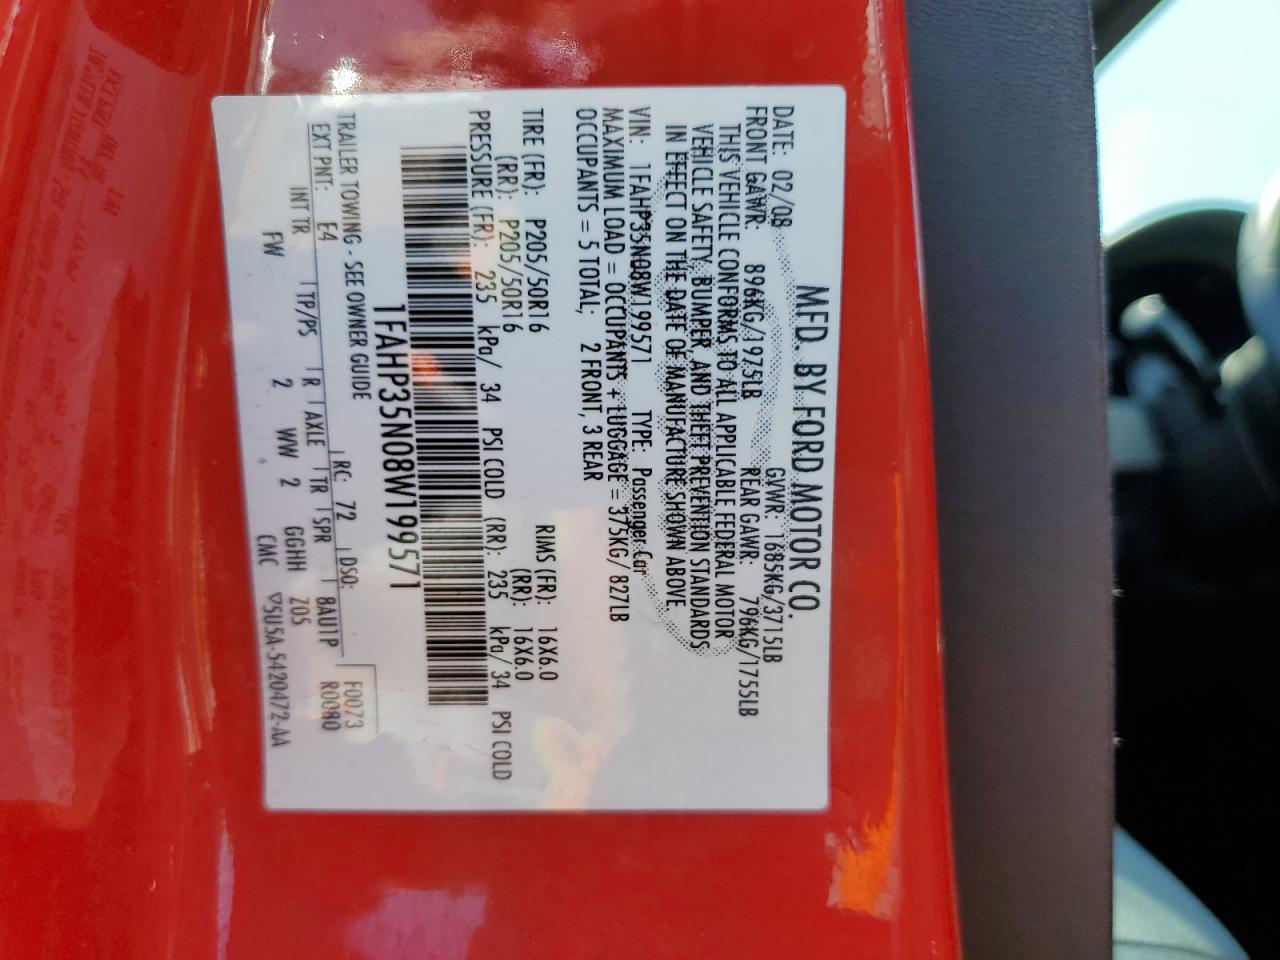 MFD. BY FORD MOTOR CO.
DATE: 02/08 GVWR: 1685KG/3715LB
FRONT GAWR: 896KG/1975LB REAR GAWR: 796KG/1755LB
THIS VEHICLE CONFORMS TO ALL APPLICABLE FEDERAL MOTOR
VEHICLE SAFETY, BUMPER, AND THEFT PREVENTION STANDARDS
IN EFFECT ON THE DATE OF MANUFACTURE SHOWN ABOVE.
VIN: 1FAHP35N08W199571 TYPE: Passenger Car
MAXIMUM LOAD = OCCUPANTS + LUGGAGE = 375KG/ 827LB
OCCUPANTS = 5 TOTAL; 2 FRONT, 3 REAR
TIRE (FR): P205/50R16 RIMS (FR): 16X6.0
(RR): P205/50R16 (RR): 16X6.0
PRESSURE (FR): 235 kPa/ 34 PSI COLD (RR): 235 kPa/ 34 PSI COLD
1FAHP35N08W199571
TRAILER TOWING - SEE OWNER GUIDE
RC: 72 DSO: F0073
EXT PNT: E4 8AU1P R0080
INT TR TP/PS R AXLE TR SPR
FW 2 WW 2 GGHH Z05
CMC ▽5U5A-5420472-AA